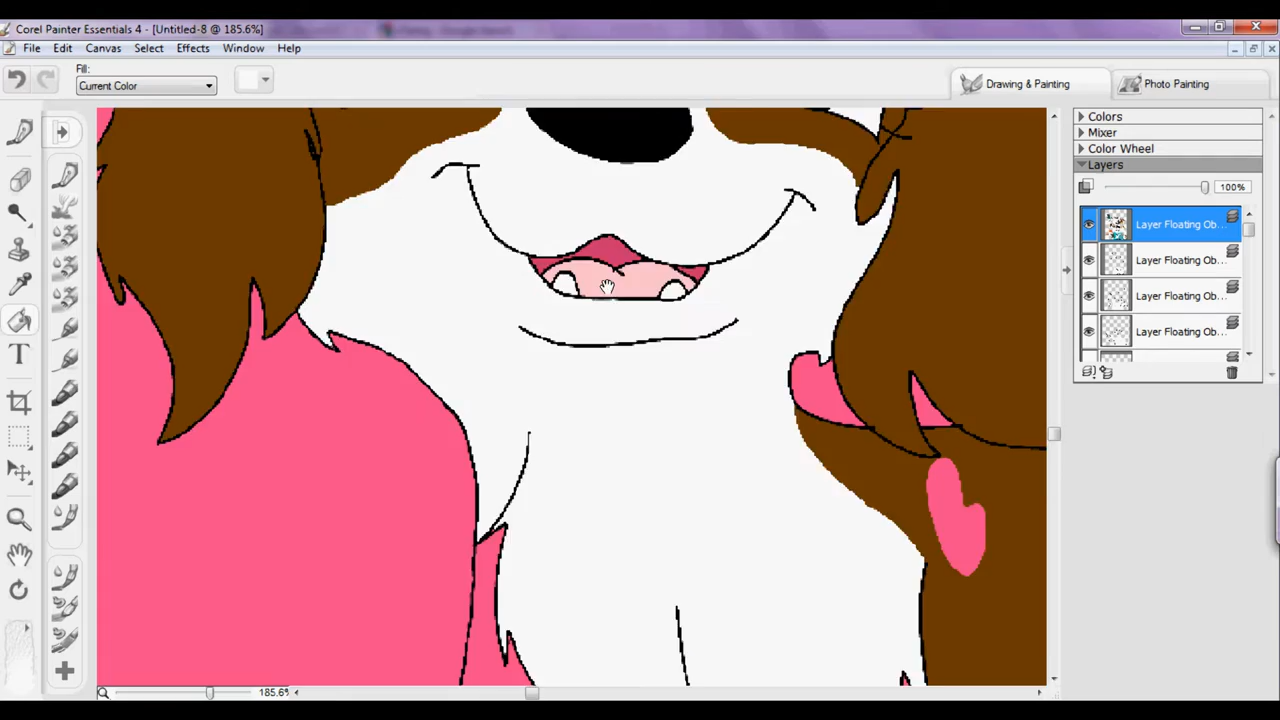 Corel Painter Essentials 4 - [Untitled-8 @ 185.6%]
File Edit Canvas Select Effects Window Help
Fill:
Current Color
Drawing & Painting
Photo Painting
Colors
Mixer
Color Wheel
Layers
100%
Layer Floating Ob...
Layer Floating Ob...
Layer Floating Ob...
Layer Floating Ob...
T
185.6%